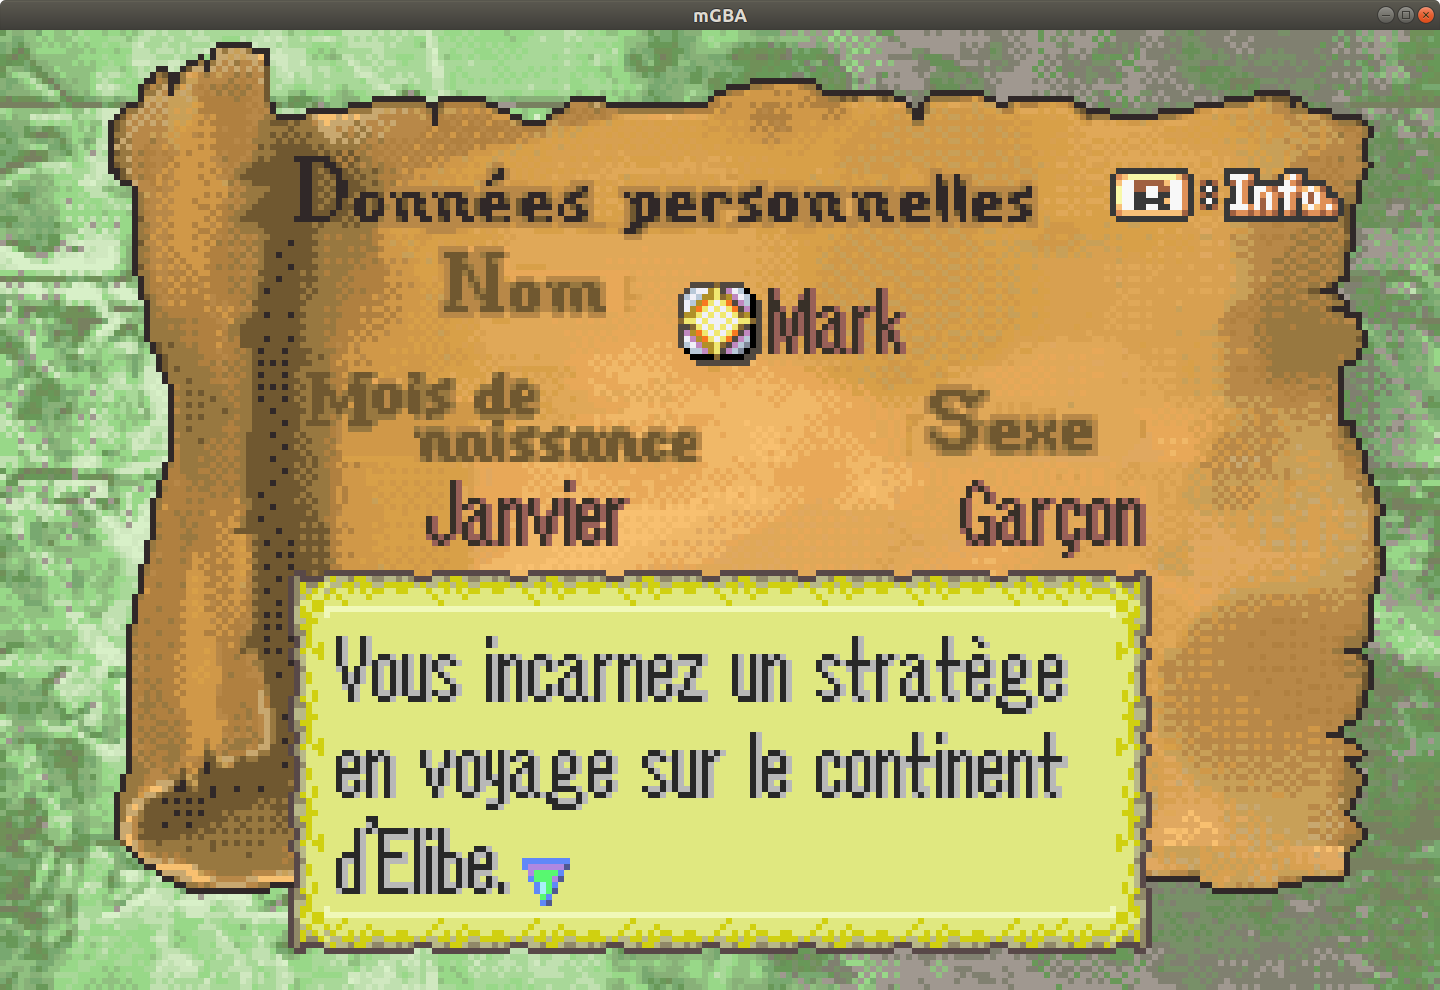 mGBA
Données personnelles
R : Info.
Nom
Mark
Mois de
naissance
Sexe
Janvier
Garçon
Vous incarnez un stratège
en voyage sur le continent
d'Elibe.